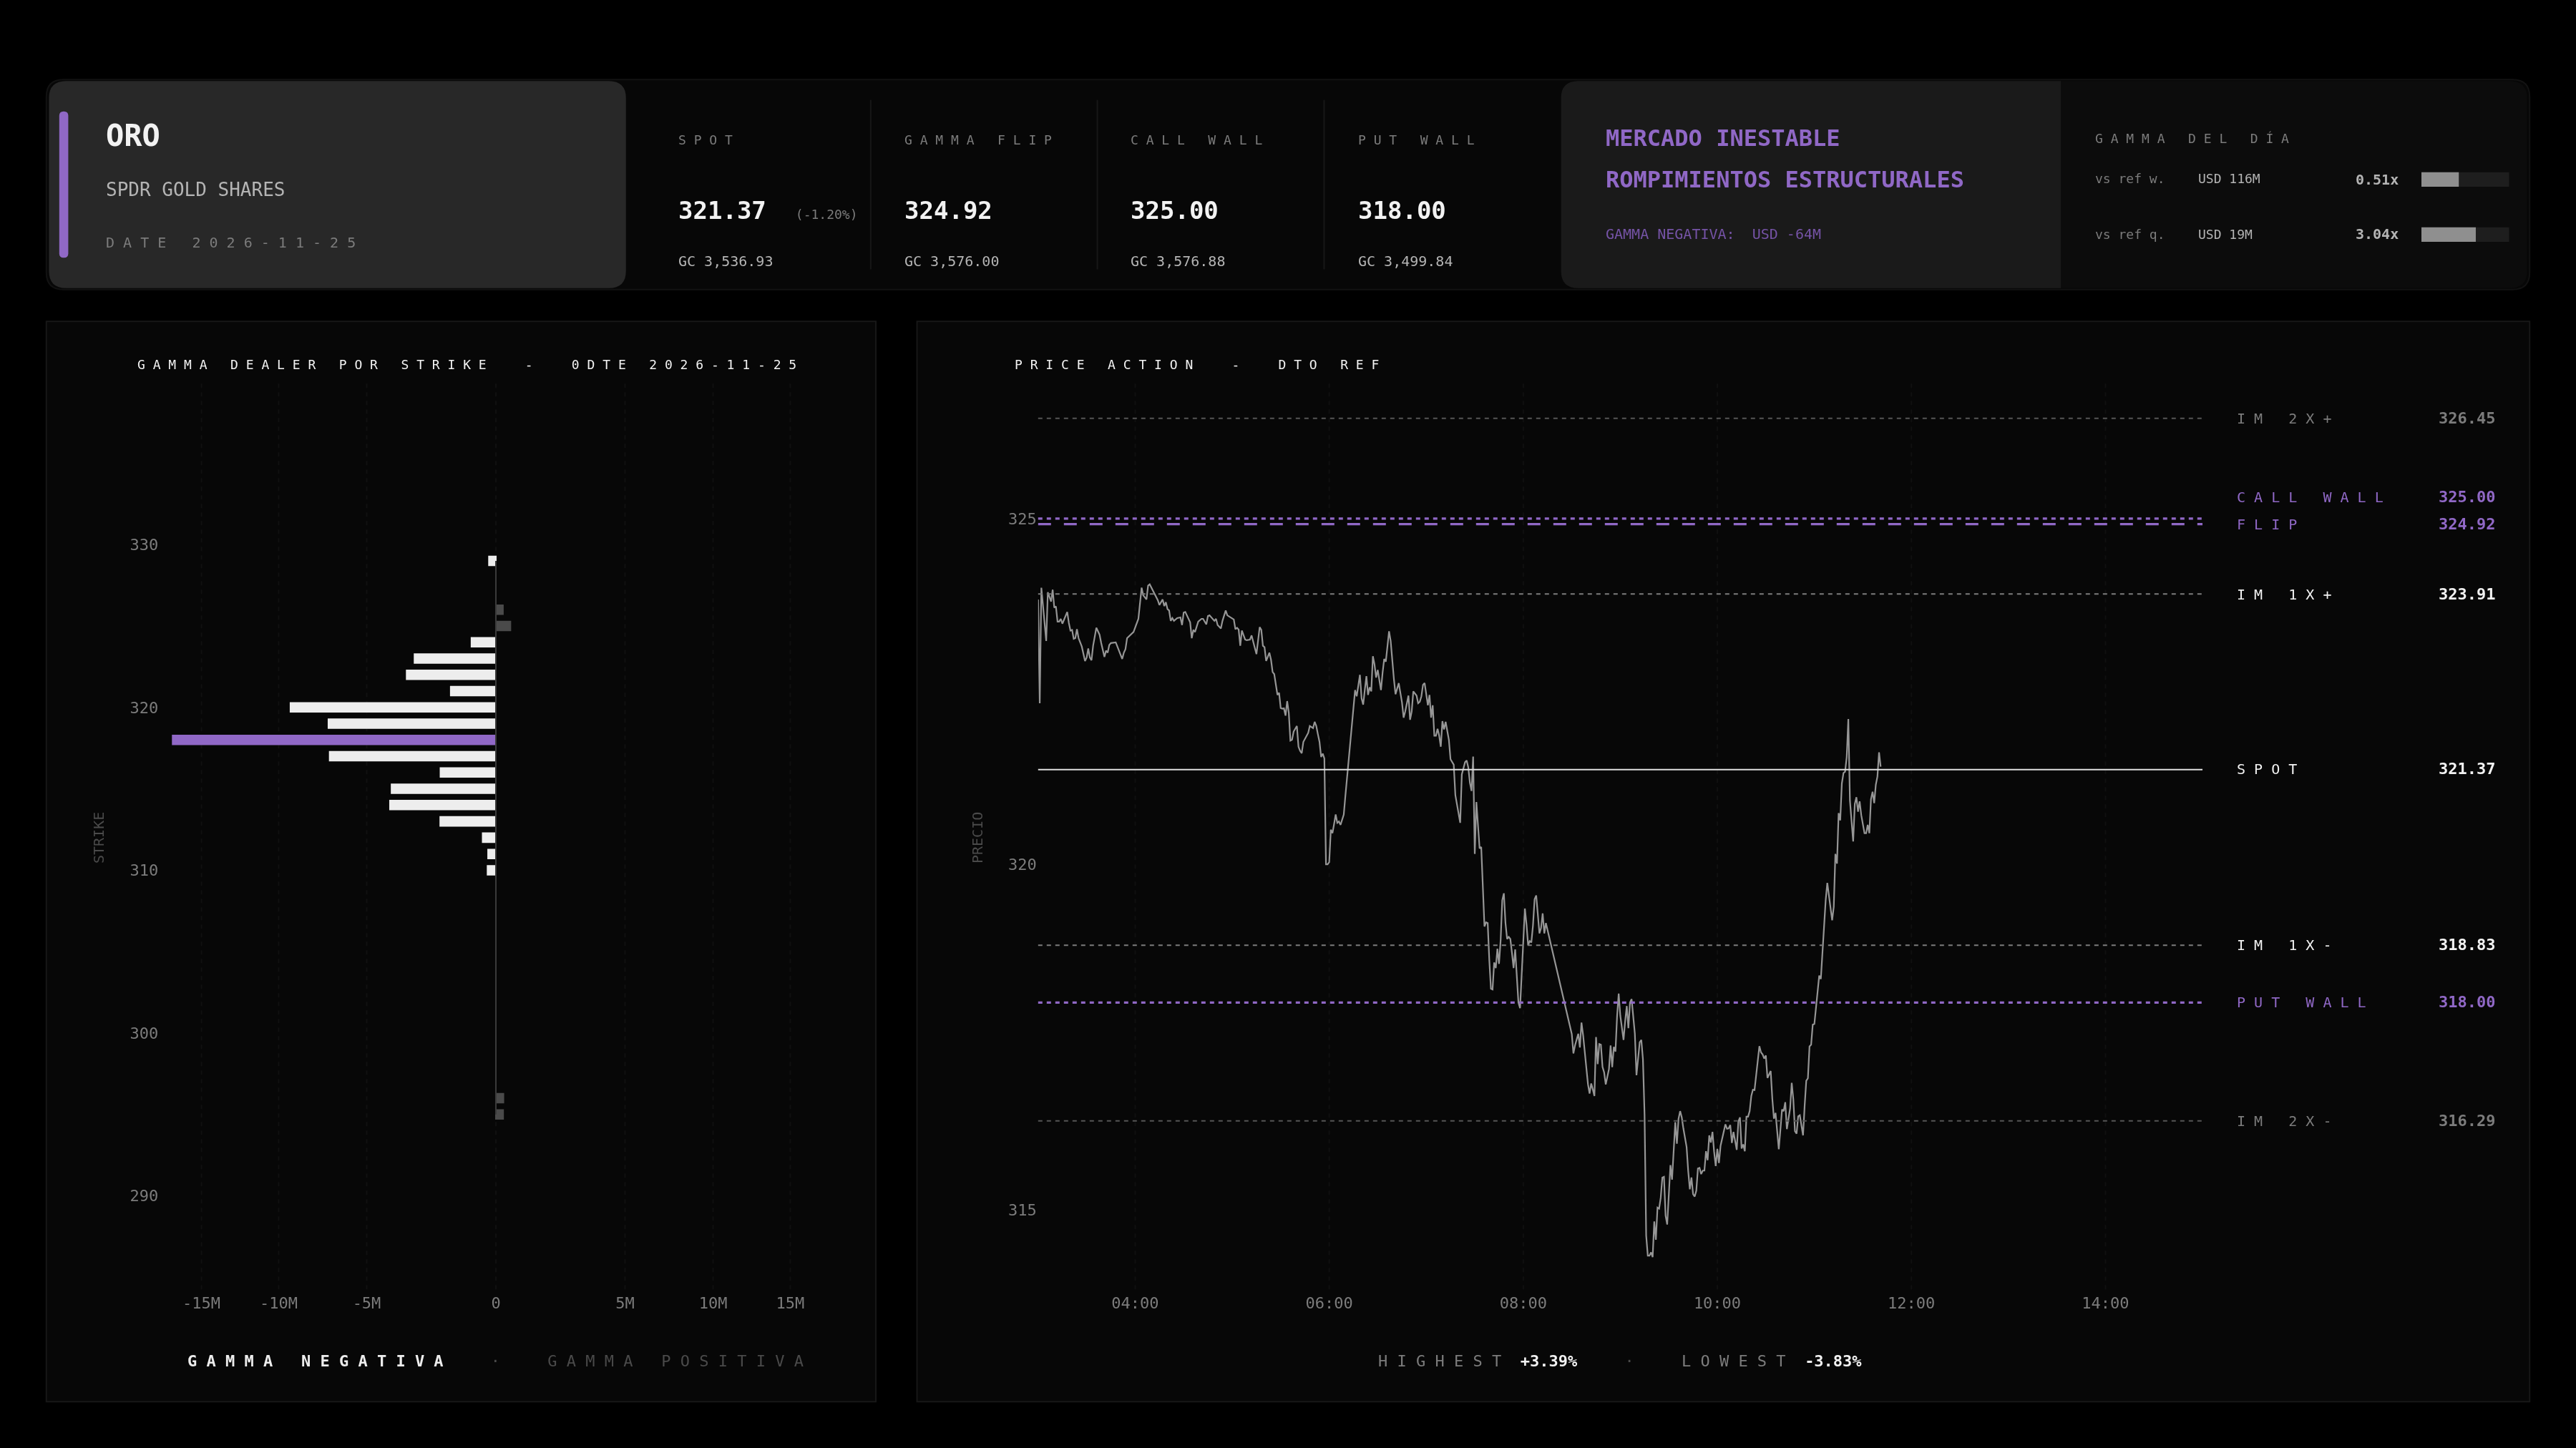 ORO
SPDR GOLD SHARES
DATE 2026-11-25
SPOT
321.37 (-1.20%)
GC 3,536.93
GAMMA FLIP
324.92
GC 3,576.00
CALL WALL
325.00
GC 3,576.88
PUT WALL
318.00
GC 3,499.84
MERCADO INESTABLE
ROMPIMIENTOS ESTRUCTURALES
GAMMA NEGATIVA: USD -64M
GAMMA DEL DÍA
vs ref w. USD 116M 0.51x
vs ref q. USD 19M 3.04x
GAMMA DEALER POR STRIKE - 0DTE 2026-11-25
STRIKE
330
320
310
300
290
-15M -10M -5M 0 5M 10M 15M
GAMMA NEGATIVA · GAMMA POSITIVA
PRICE ACTION - DTO REF
PRECIO
325
320
315
IM 2X+ 326.45
CALL WALL 325.00
FLIP 324.92
IM 1X+ 323.91
SPOT 321.37
IM 1X- 318.83
PUT WALL 318.00
IM 2X- 316.29
04:00 06:00 08:00 10:00 12:00 14:00
HIGHEST +3.39% · LOWEST -3.83%